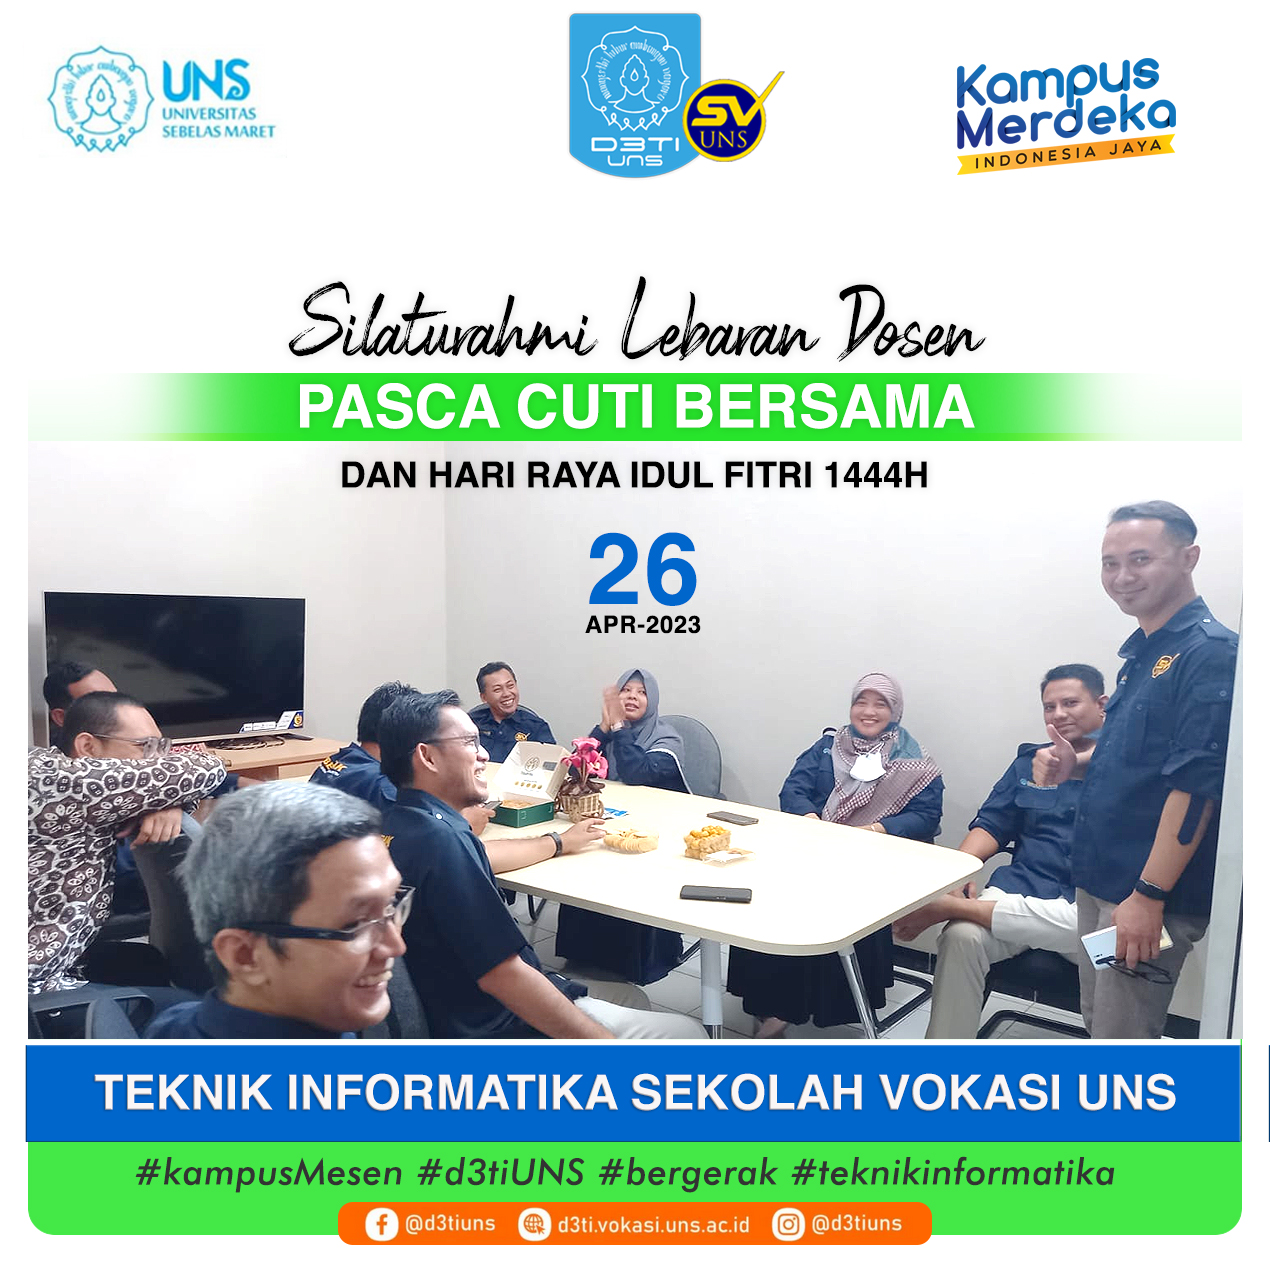 UNS
UNIVERSITAS
SEBELAS MARET
D3TI
UNS
SV
UNS
Kampus
Merdeka
INDONESIA JAYA
Silaturahmi Lebaran Dosen
PASCA CUTI BERSAMA
DAN HARI RAYA IDUL FITRI 1444H
26
APR-2023
TEKNIK INFORMATIKA SEKOLAH VOKASI UNS
#kampusMesen #d3tiUNS #bergerak #teknikinformatika
@d3tiuns d3ti.vokasi.uns.ac.id @d3tiuns